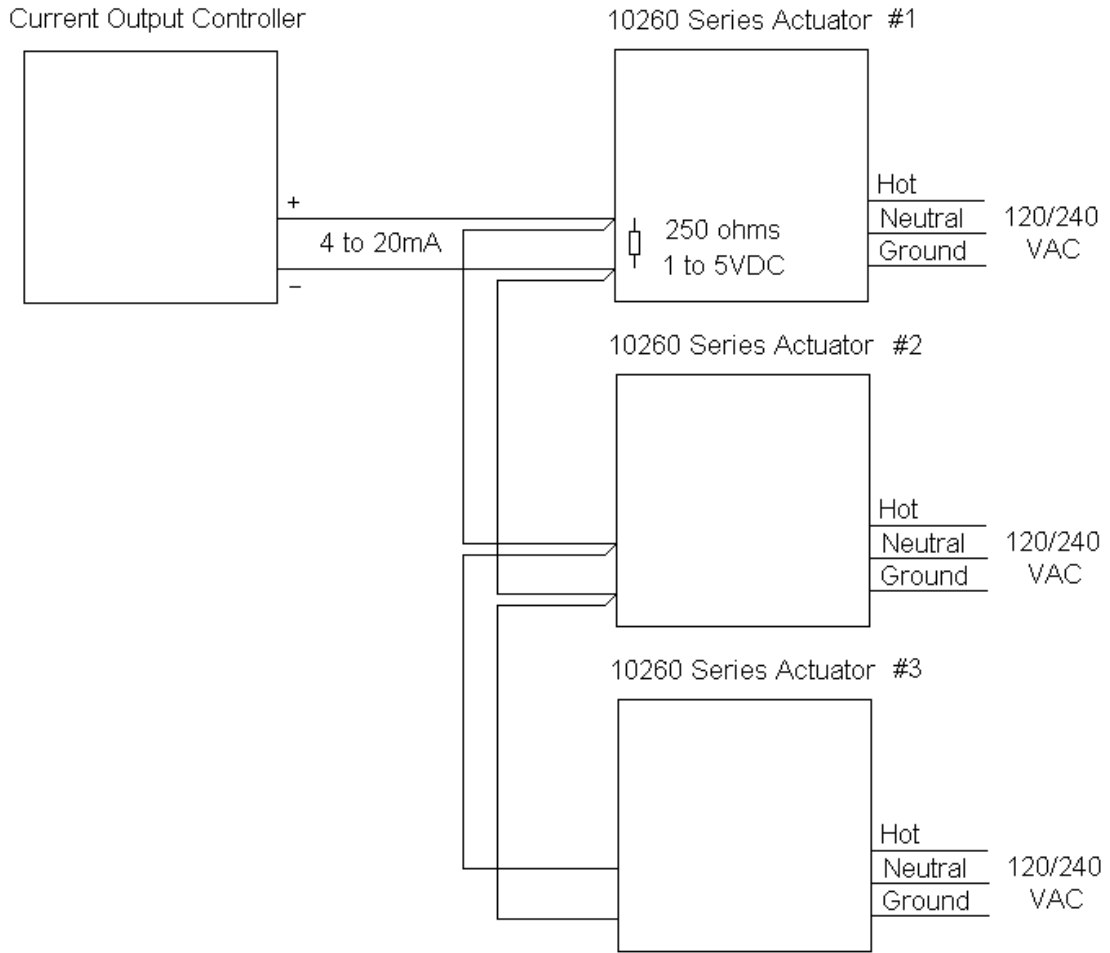 Current Output Controller
10260 Series Actuator #1
+
4 to 20mA
−
250 ohms
1 to 5VDC
Hot
Neutral
Ground
120/240
VAC
10260 Series Actuator #2
Hot
Neutral
Ground
120/240
VAC
10260 Series Actuator #3
Hot
Neutral
Ground
120/240
VAC